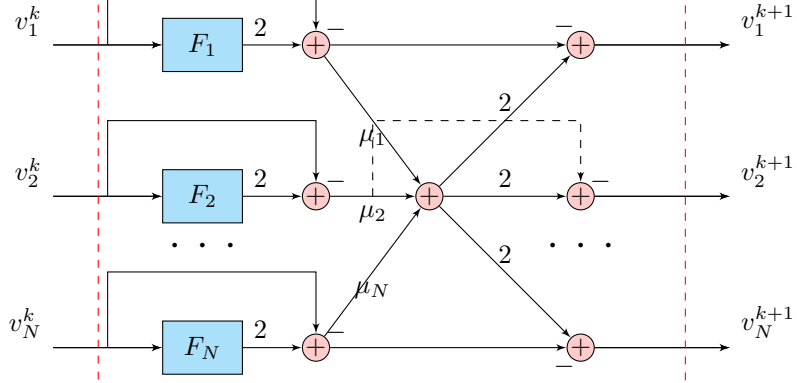 v_1^k F_1 2 + − − + v_1^{k+1}
μ_1 2
v_2^k F_2 2 + − μ_2 + 2 + − v_2^{k+1}
· · · · · ·
μ_N 2
v_N^k F_N 2 + − − + v_N^{k+1}